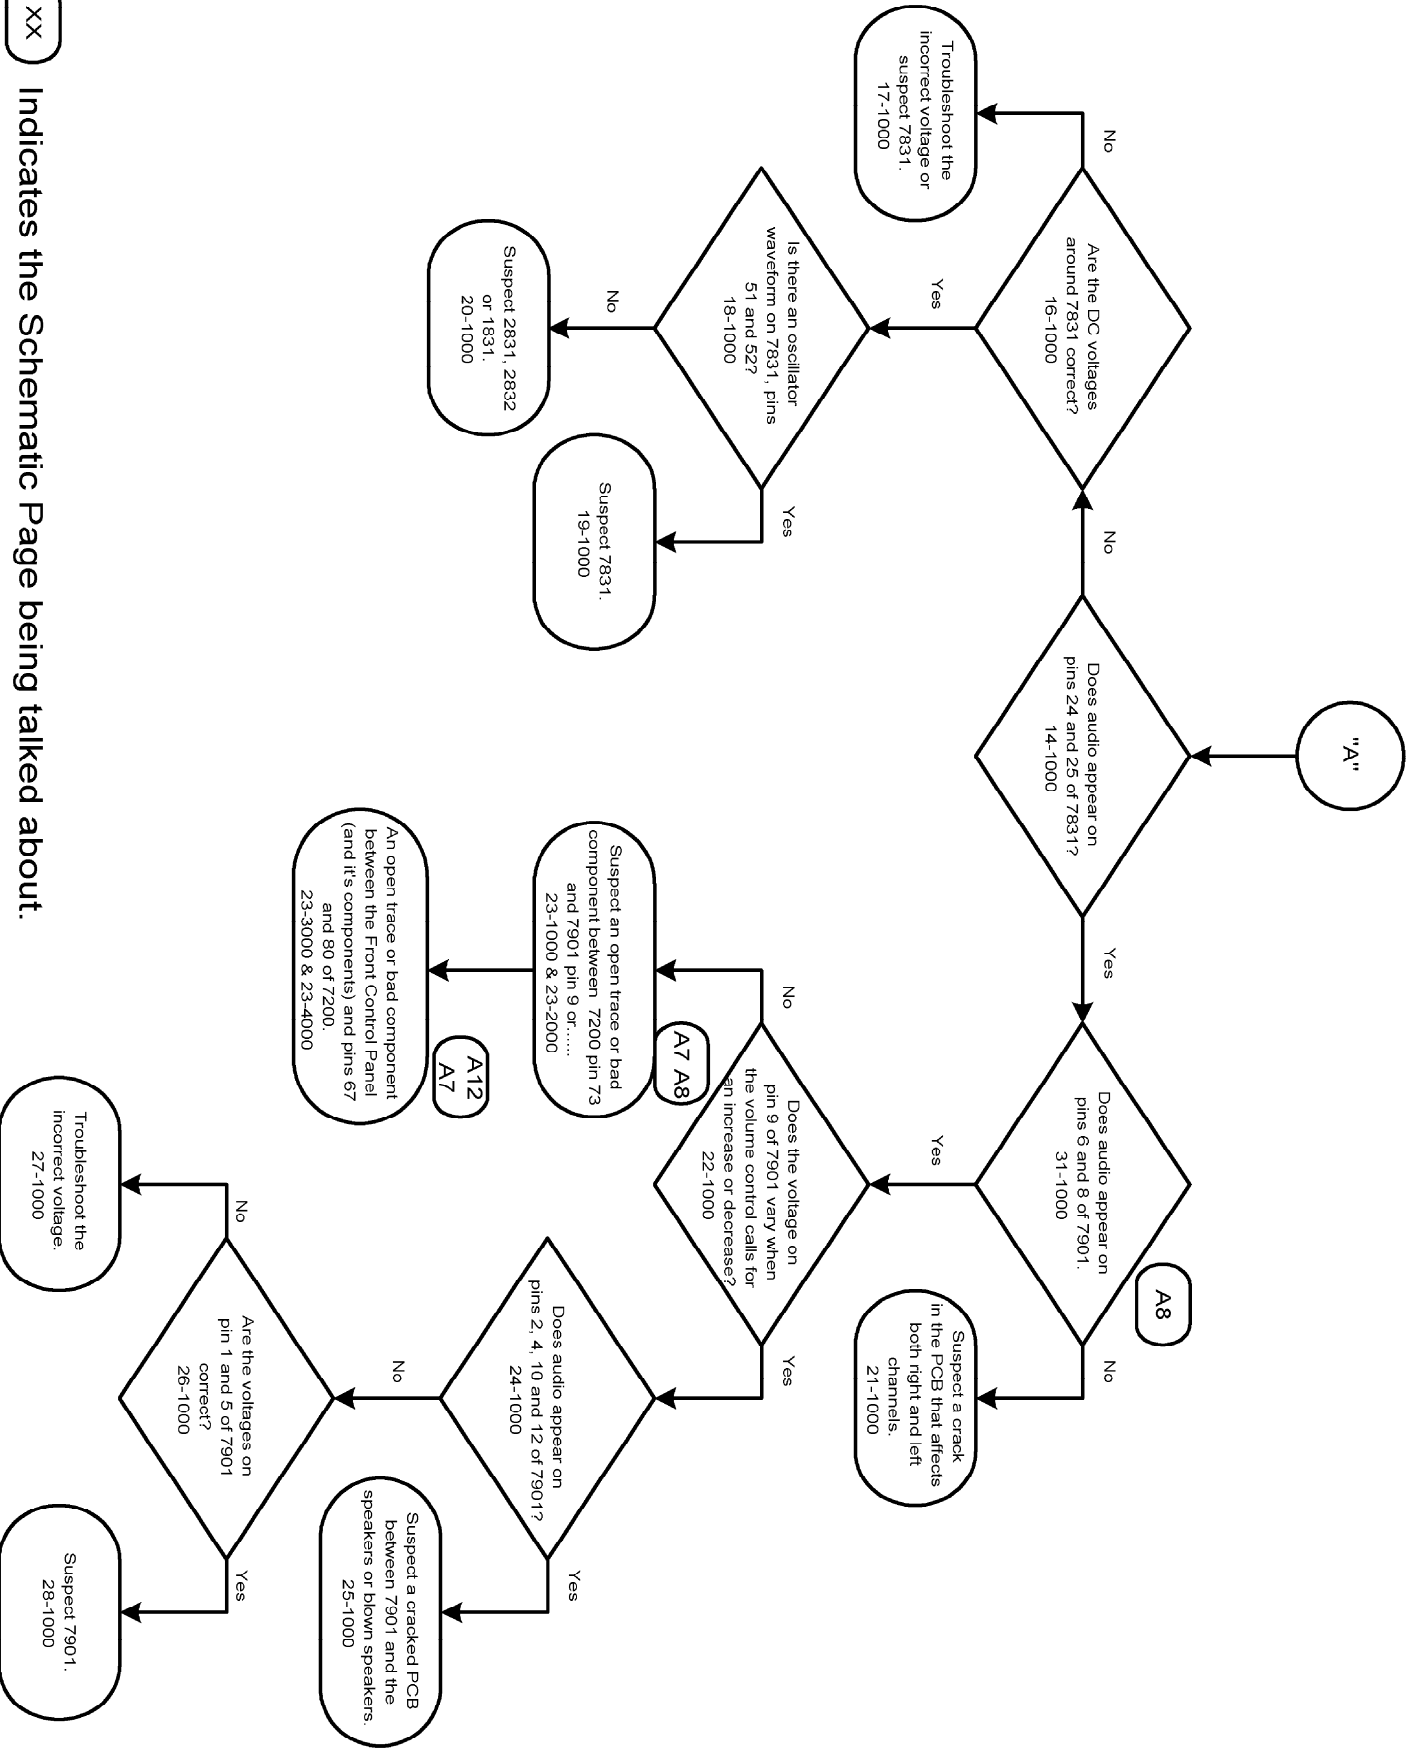 "A"
Does audio appear on
pins 24 and 25 of 7831?
14-1000
No
Yes
Are the DC voltages
around 7831 correct?
16-1000
No
Yes
Troubleshoot the
incorrect voltage or
suspect 7831.
17-1000
Is there an oscillator
waveform on 7831, pins
51 and 52?
18-1000
No
Yes
Suspect 2831, 2832
or 1831.
20-1000
Suspect 7831.
19-1000
Does audio appear on
pins 6 and 8 of 7901.
31-1000
A8
No
Yes
Suspect a crack
in the PCB that affects
both right and left
channels.
21-1000
Does the voltage on
pin 9 of 7901 vary when
the volume control calls for
an increase or decrease?
22-1000
No
Yes
A7 A8
Suspect an open trace or bad
component between 7200 pin 73
and 7901 pin 9 or......
23-1000 & 23-2000
A12
A7
An open trace or bad component
between the Front Control Panel
(and it's components) and pins 67
and 80 of 7200.
23-3000 & 23-4000
Does audio appear on
pins 2, 4, 10 and 12 of 7901?
24-1000
No
Yes
Suspect a cracked PCB
between 7901 and the
speakers or blown speakers.
25-1000
Are the voltages on
pin 1 and 5 of 7901
correct?
26-1000
No
Yes
Troubleshoot the
incorrect voltage.
27-1000
Suspect 7901.
28-1000
XX Indicates the Schematic Page being talked about.